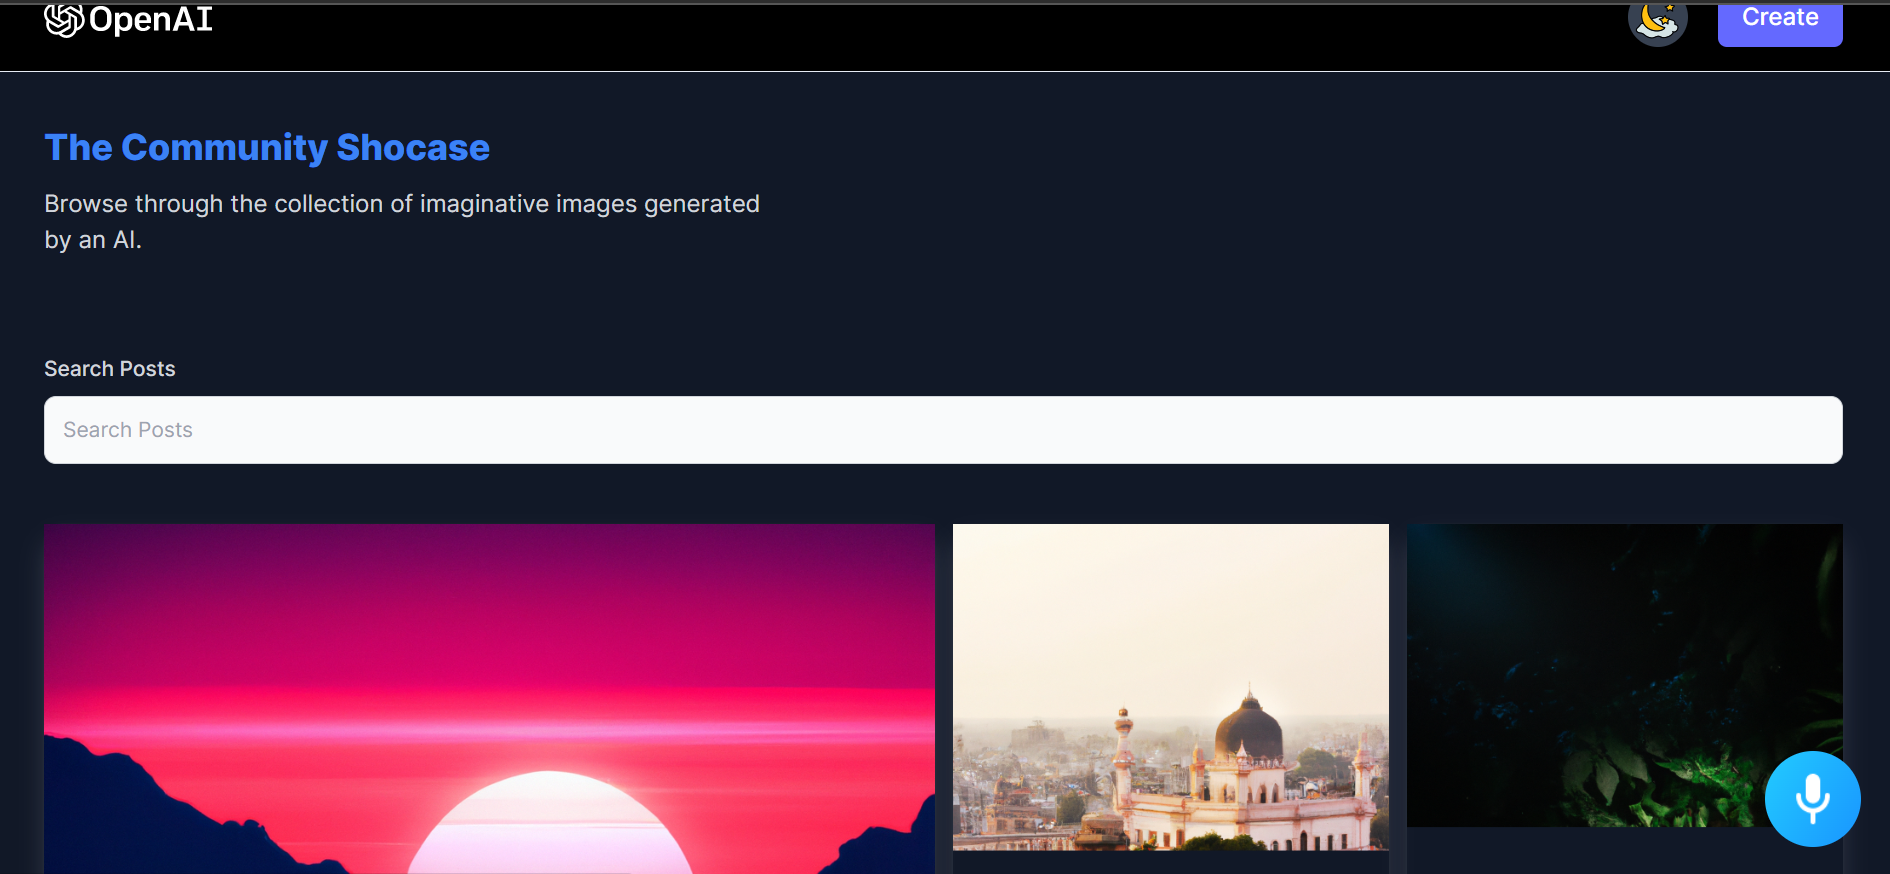 OpenAI
Create
The Community Shocase
Browse through the collection of imaginative images generated
by an AI.
Search Posts
Search Posts